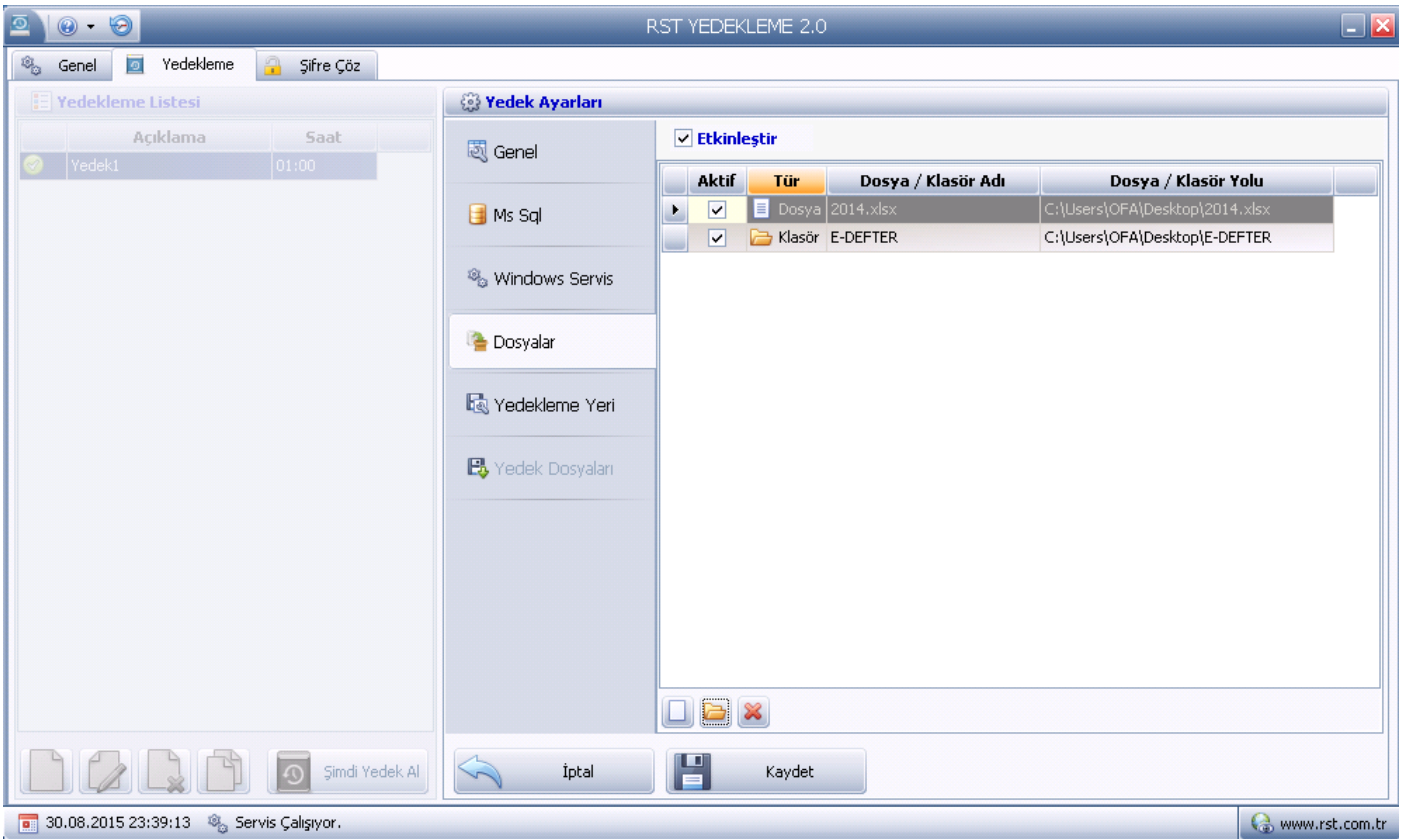 RST YEDEKLEME 2.0
Genel Yedekleme Şifre Çöz
Yedekleme Listesi
Açıklama Saat
Yedek1 01:00
Şimdi Yedek Al
Yedek Ayarları
Genel
Ms Sql
Windows Servis
Dosyalar
Yedekleme Yeri
Yedek Dosyaları
Etkinleştir
Aktif Tür Dosya / Klasör Adı Dosya / Klasör Yolu
Dosya 2014.xlsx C:\Users\OFA\Desktop\2014.xlsx
Klasör E-DEFTER C:\Users\OFA\Desktop\E-DEFTER
İptal Kaydet
30.08.2015 23:39:13 Servis Çalışıyor. www.rst.com.tr